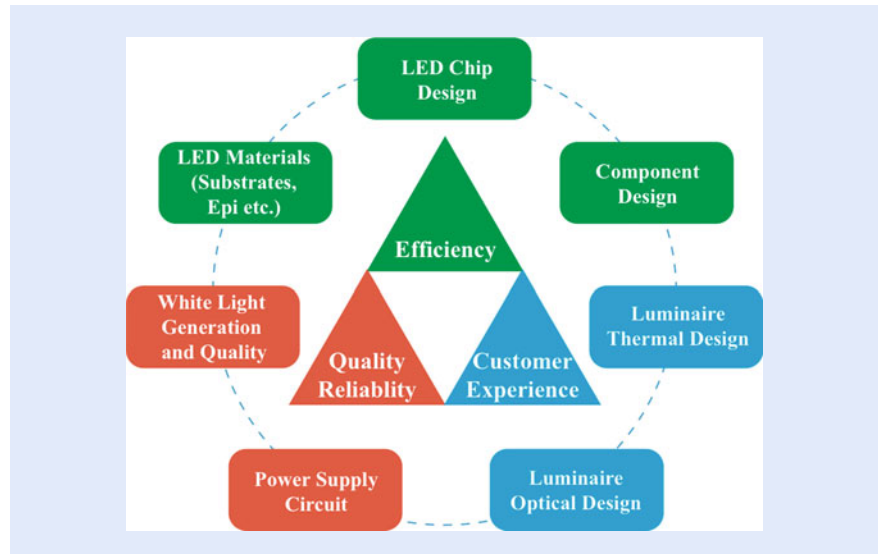 LED Chip
Design
LED Materials
(Substrates,
Epi etc.)
Component
Design
Efficiency
White Light
Generation
and Quality
Luminaire
Thermal Design
Quality
Reliablity
Customer
Experience
Power Supply
Circuit
Luminaire
Optical Design